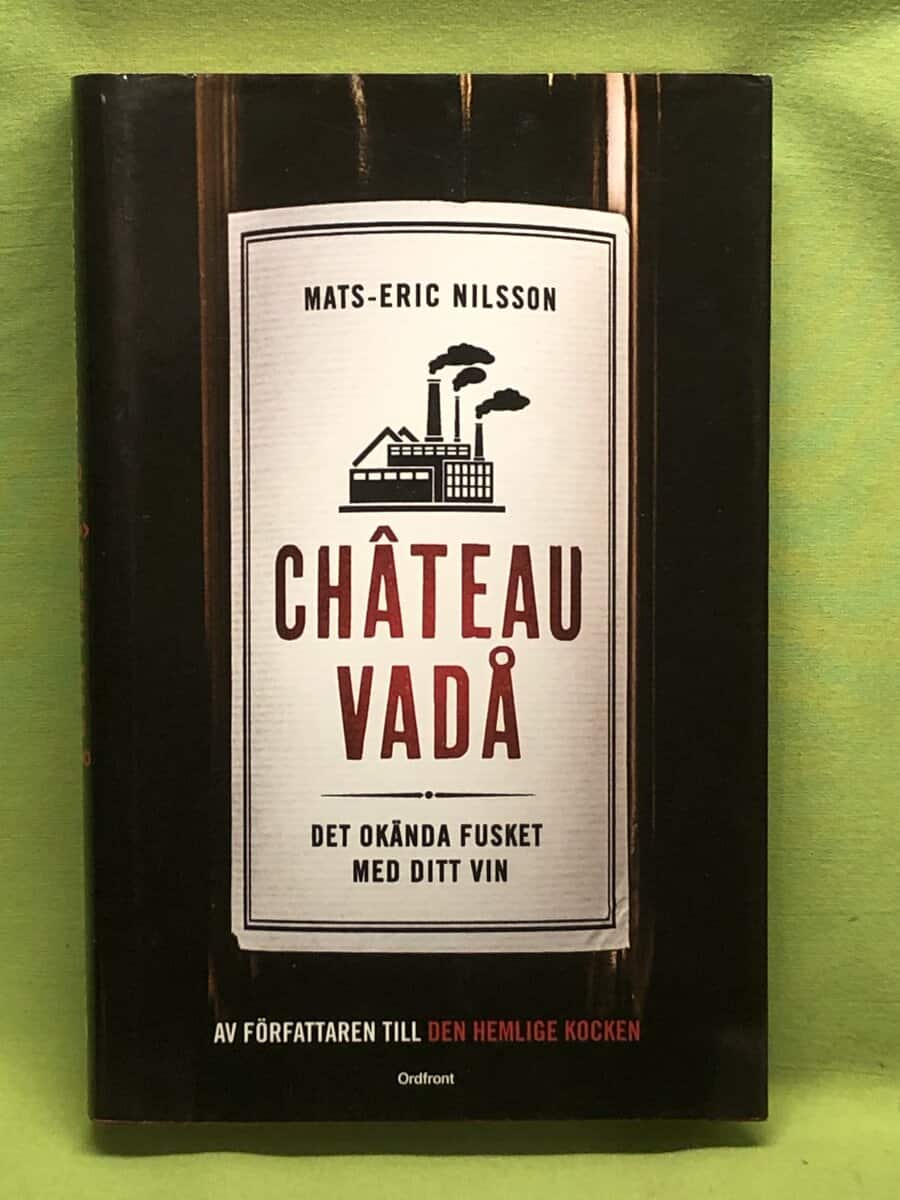 MATS-ERIC NILSSON
CHÂTEAU
VADÅ
DET OKÄNDA FUSKET
MED DITT VIN
AV FÖRFATTAREN TILL DEN HEMLIGE KOCKEN
Ordfront